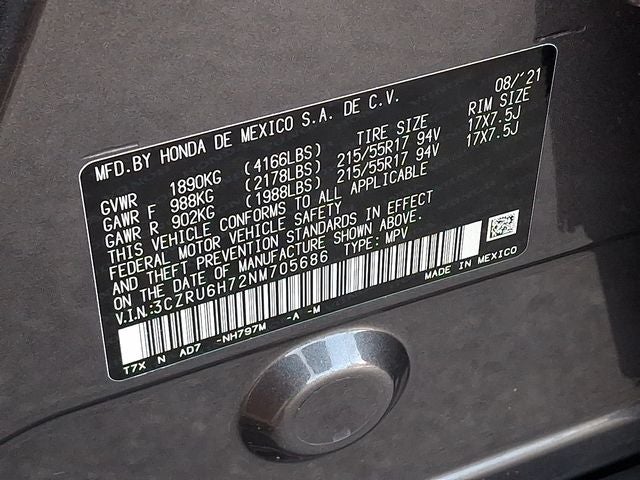 MFD.BY HONDA DE MEXICO S.A. DE C.V. 08/'21
GVWR 1890KG (4166LBS) TIRE SIZE RIM SIZE
GAWR F 988KG (2178LBS) 215/55R17 94V 17X7.5J
GAWR R 902KG (1988LBS) 215/55R17 94V 17X7.5J
THIS VEHICLE CONFORMS TO ALL APPLICABLE
FEDERAL MOTOR VEHICLE SAFETY
AND THEFT PREVENTION STANDARDS IN EFFECT
ON THE DATE OF MANUFACTURE SHOWN ABOVE.
V.I.N.:3CZRU6H72NM705686 TYPE: MPV
T7X N AD7 -NH797M -A -M MADE IN MEXICO